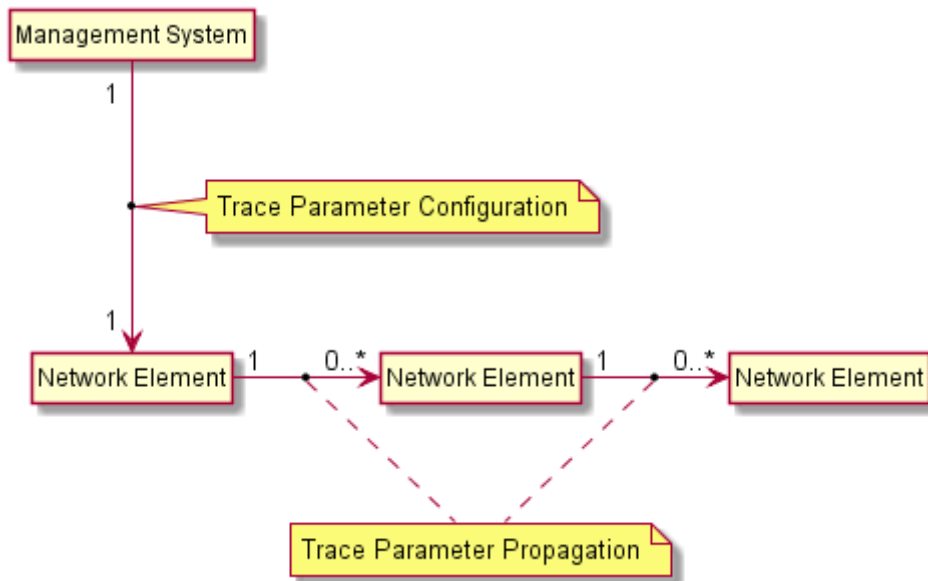 Management System
1
Trace Parameter Configuration
1
Network Element
1
0..*
Network Element
1
0..*
Network Element
Trace Parameter Propagation